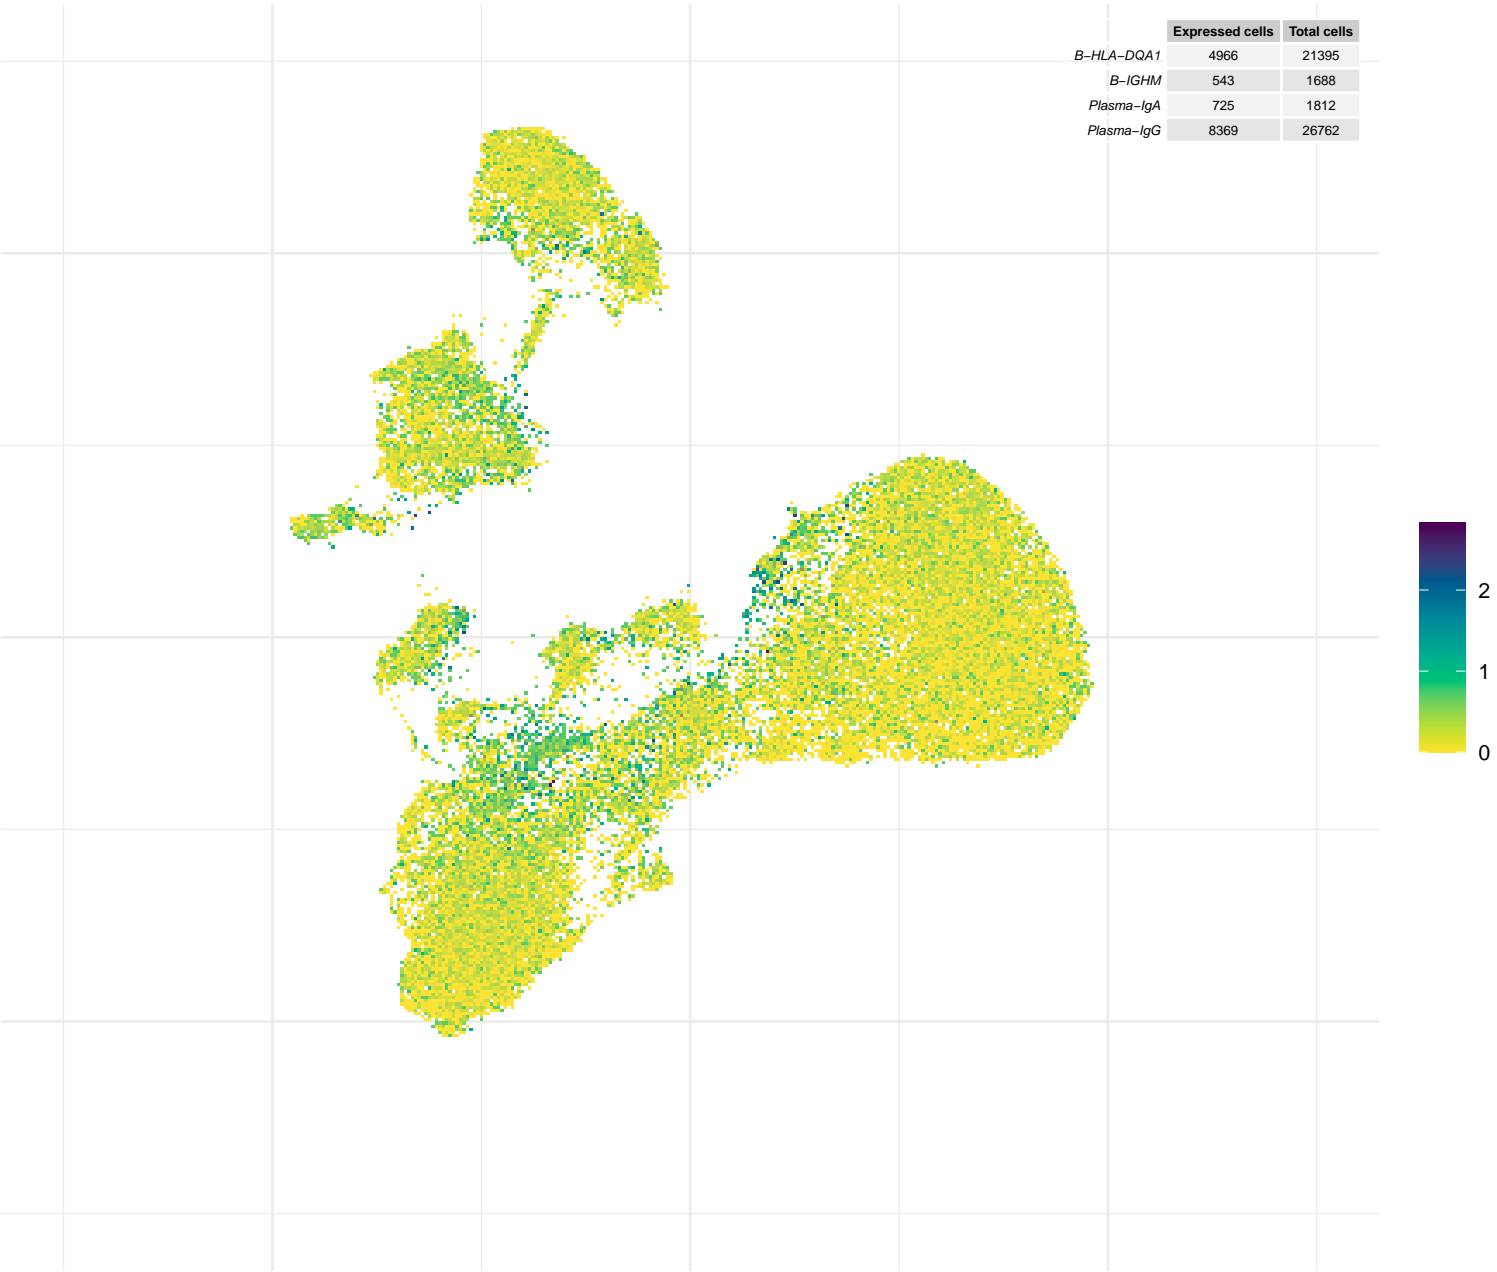 Expressed cells Total cells
B−HLA−DQA1 4966 21395
B−IGHM 543 1688
Plasma−IgA 725 1812
Plasma−IgG 8369 26762
2
1
0